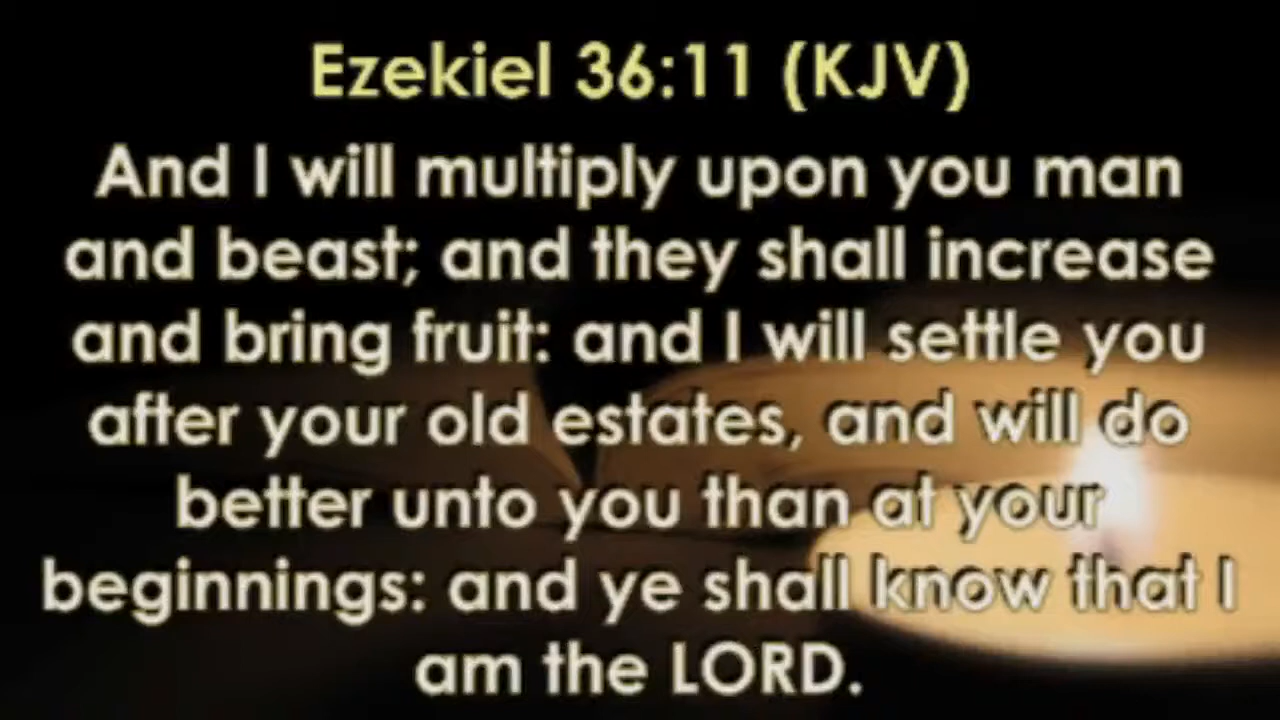 Ezekiel 36:11 (KJV)
And I will multiply upon you man
and beast; and they shall increase
and bring fruit: and I will settle you
after your old estates, and will do
better unto you than at your
beginnings: and ye shall know that I
am the LORD.